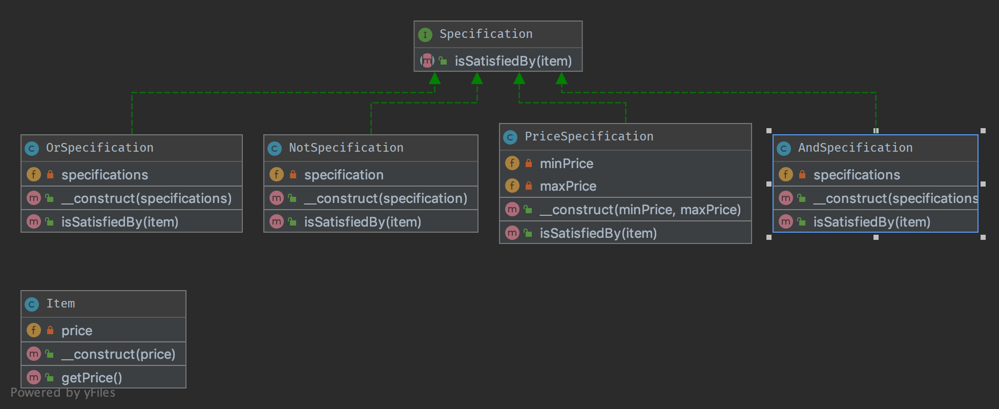 I Specification
m isSatisfiedBy(item)
C OrSpecification
f specifications
m __construct(specifications)
m isSatisfiedBy(item)
C NotSpecification
f specification
m __construct(specification)
m isSatisfiedBy(item)
C PriceSpecification
f minPrice
f maxPrice
m __construct(minPrice, maxPrice)
m isSatisfiedBy(item)
C AndSpecification
f specifications
m __construct(specifications
m isSatisfiedBy(item)
C Item
f price
m __construct(price)
m getPrice()
Powered by yFiles